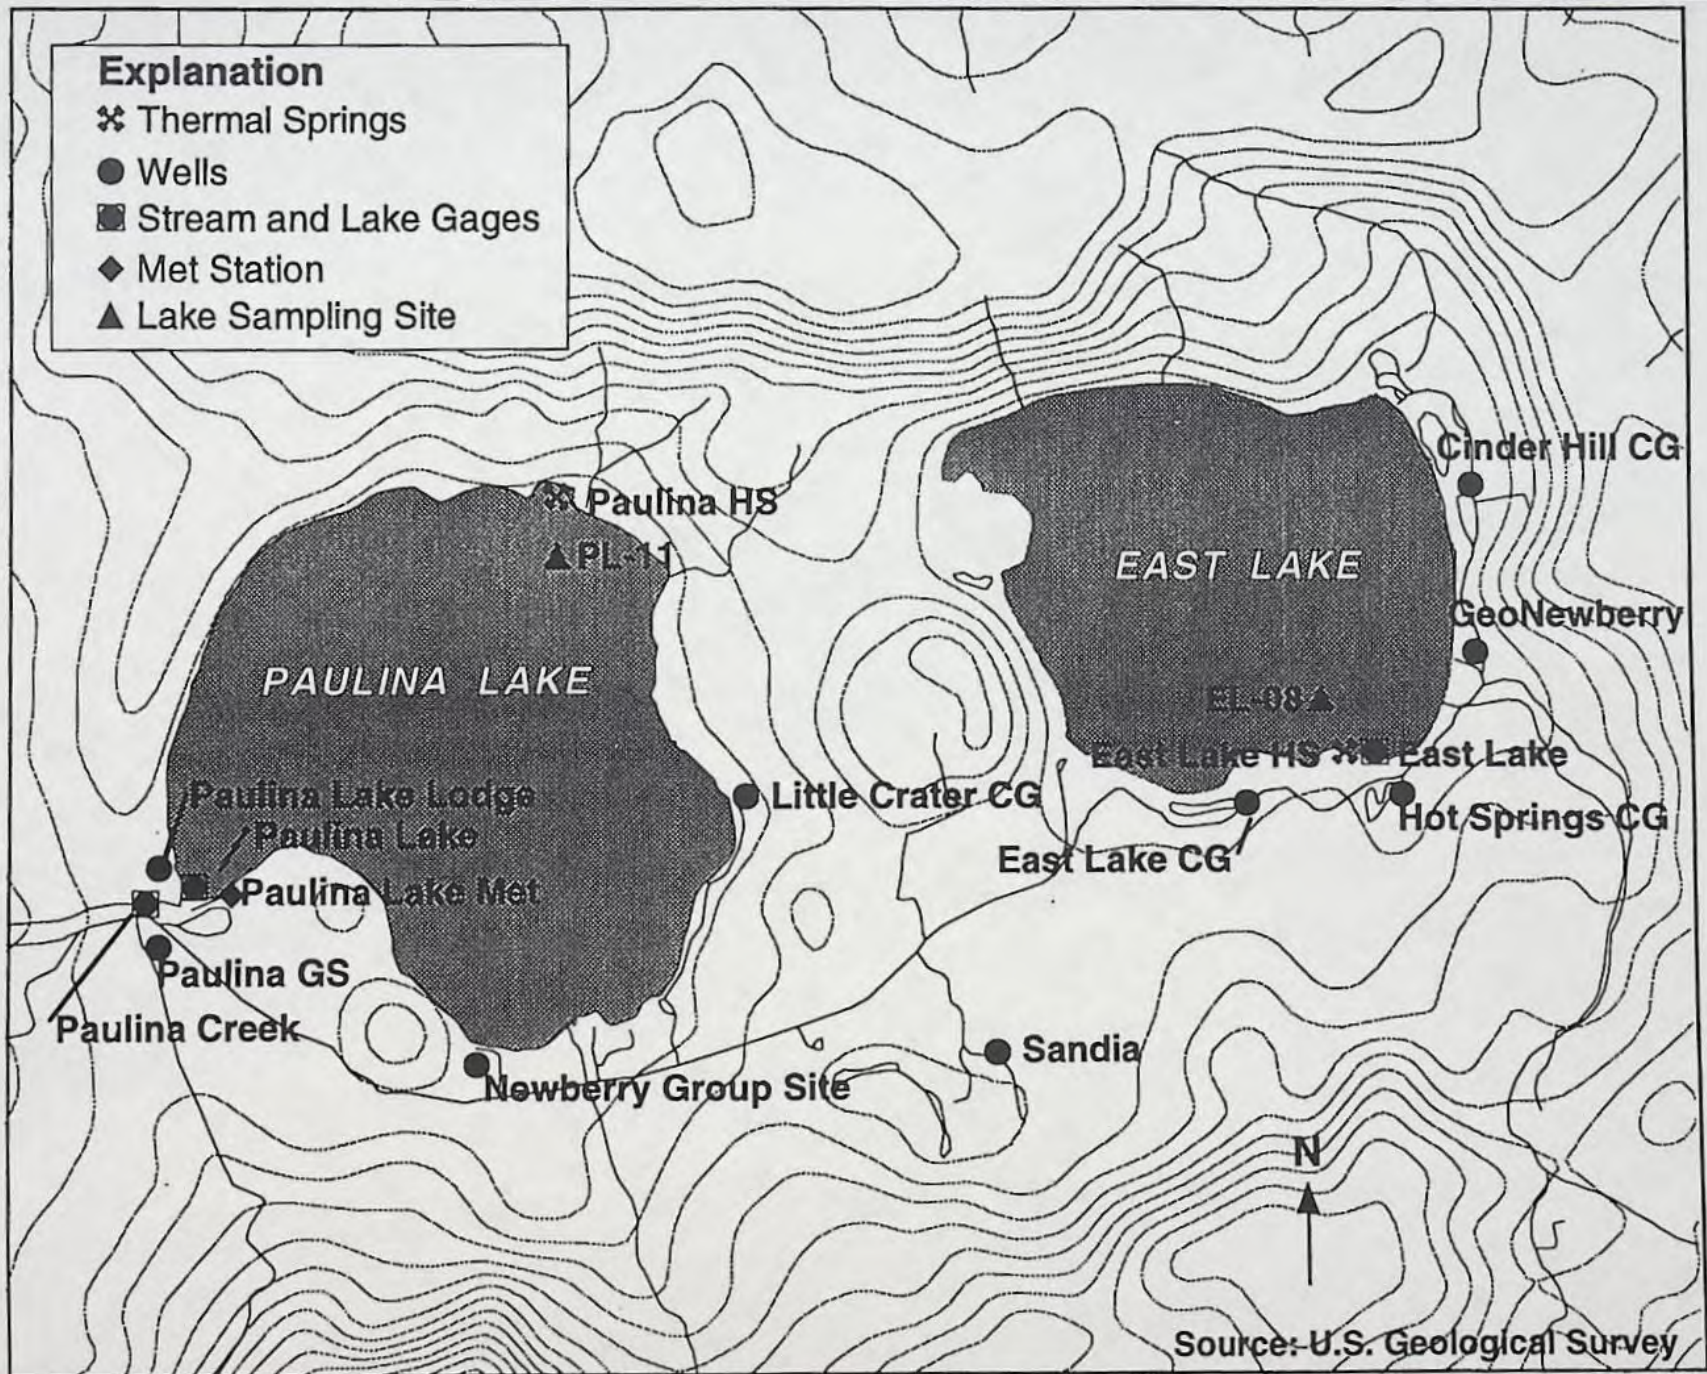 Explanation
Thermal Springs
Wells
Stream and Lake Gages
Met Station
Lake Sampling Site
Cinder Hill CG
Paulina HS
PL-11
EAST LAKE
GeoNewberry
PAULINA LAKE
EL-08
East Lake HS
East Lake
Paulina Lake Lodge
Little Crater CG
Hot Springs CG
Paulina Lake
East Lake CG
Paulina Lake Met
Paulina GS
Paulina Creek
Sandia
Newberry Group Site
N
Source: U.S. Geological Survey